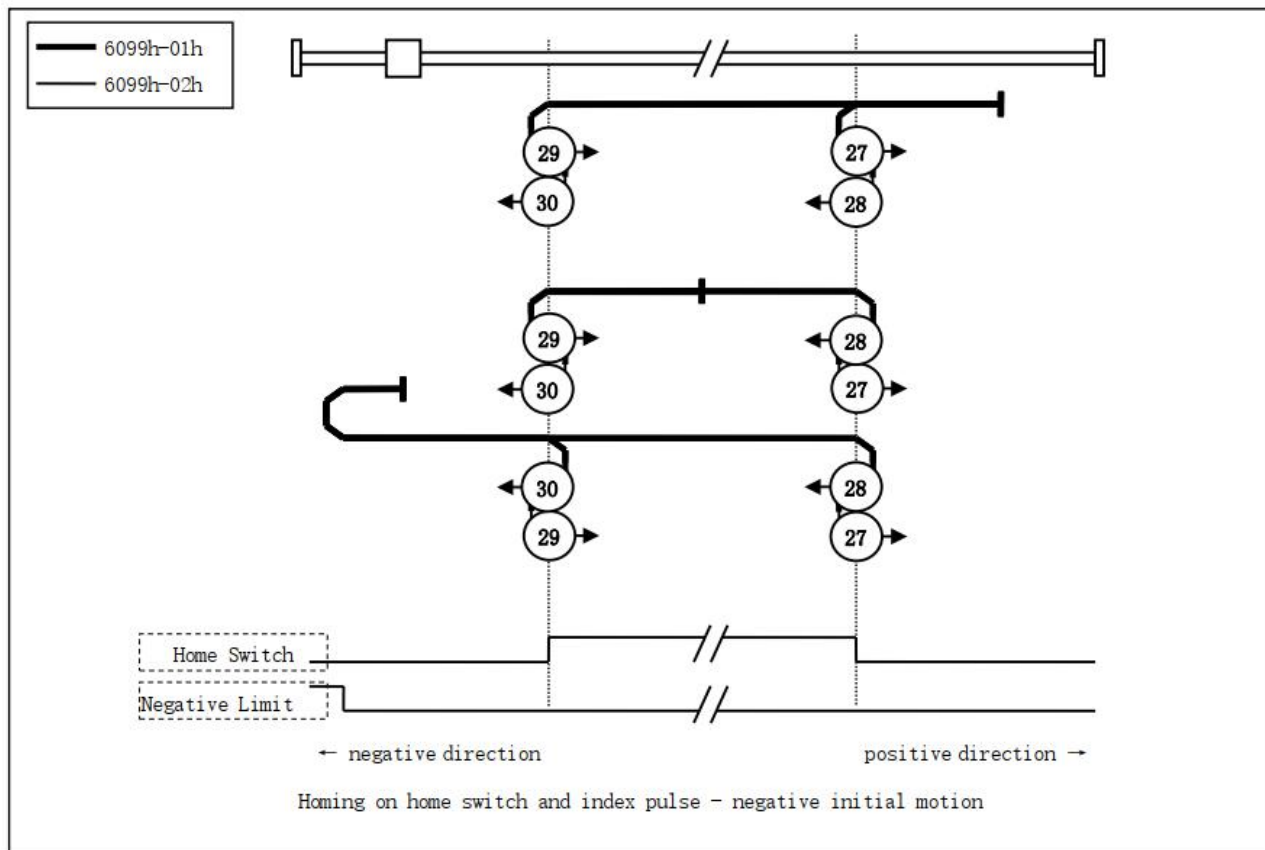 6099h-01h
6099h-02h
29 27
30 28
29 28
30 27
30 28
29 27
Home Switch
Negative Limit
← negative direction positive direction →
Homing on home switch and index pulse - negative initial motion